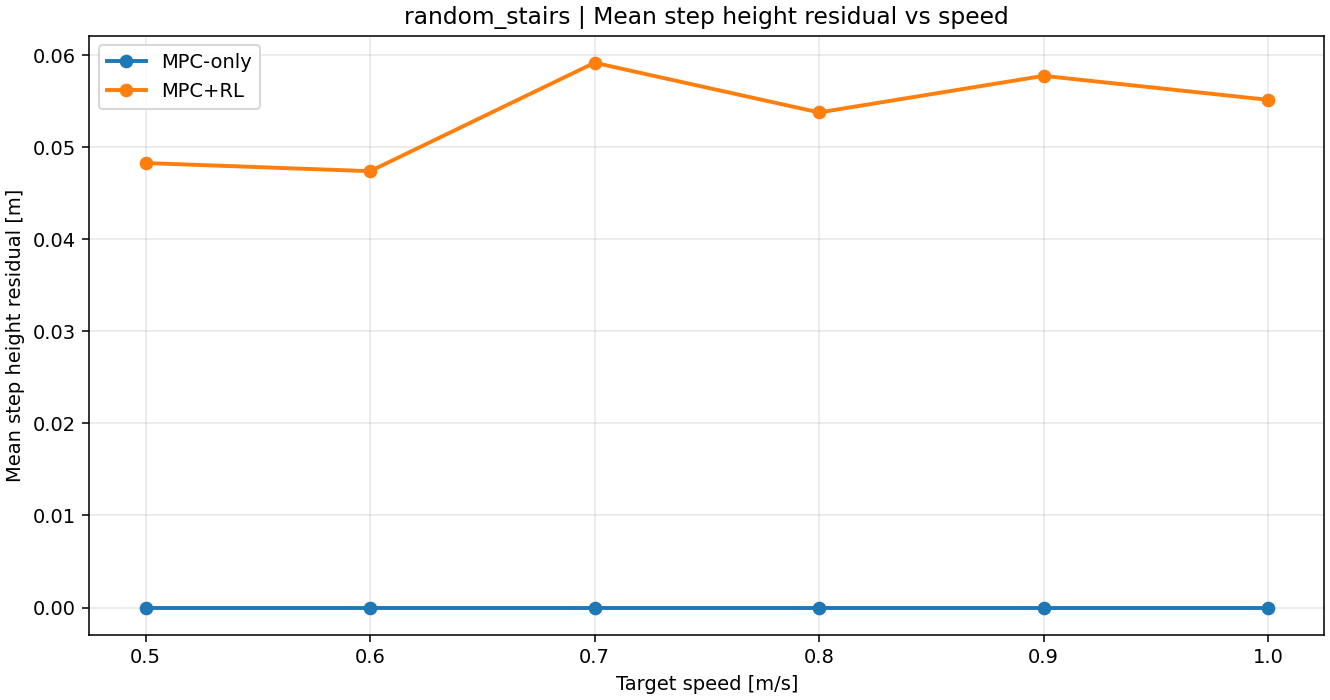 random_stairs | Mean step height residual vs speed
MPC-only
MPC+RL
Mean step height residual [m]
0.06
0.05
0.04
0.03
0.02
0.01
0.00
0.5 0.6 0.7 0.8 0.9 1.0
Target speed [m/s]